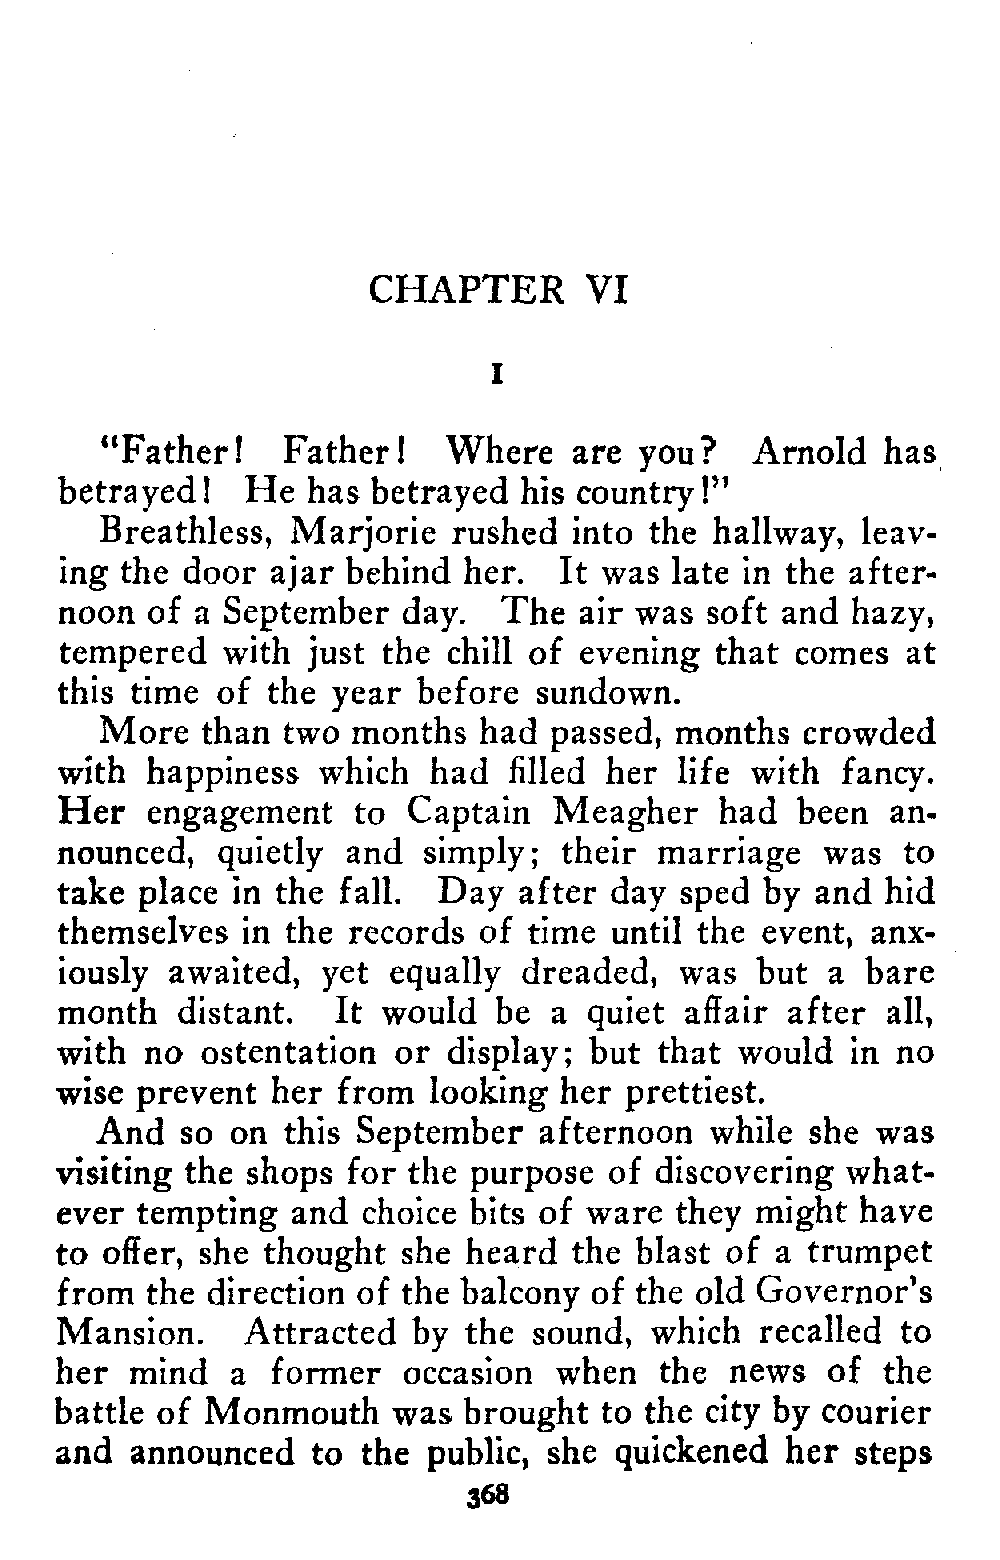 CHAPTER VI
I
"Father! Father! Where are you? Arnold has
betrayed! He has betrayed his country!"
Breathless, Marjorie rushed into the hallway, leav-
ing the door ajar behind her. It was late in the after-
noon of a September day. The air was soft and hazy,
tempered with just the chill of evening that comes at
this time of the year before sundown.
More than two months had passed, months crowded
with happiness which had filled her life with fancy.
Her engagement to Captain Meagher had been an-
nounced, quietly and simply; their marriage was to
take place in the fall. Day after day sped by and hid
themselves in the records of time until the event, anx-
iously awaited, yet equally dreaded, was but a bare
month distant. It would be a quiet affair after all,
with no ostentation or display; but that would in no
wise prevent her from looking her prettiest.
And so on this September afternoon while she was
visiting the shops for the purpose of discovering what-
ever tempting and choice bits of ware they might have
to offer, she thought she heard the blast of a trumpet
from the direction of the balcony of the old Governor's
Mansion. Attracted by the sound, which recalled to
her mind a former occasion when the news of the
battle of Monmouth was brought to the city by courier
and announced to the public, she quickened her steps
368